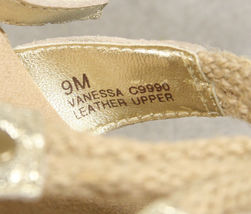 9M
VANESSA C9990
LEATHER UPPER